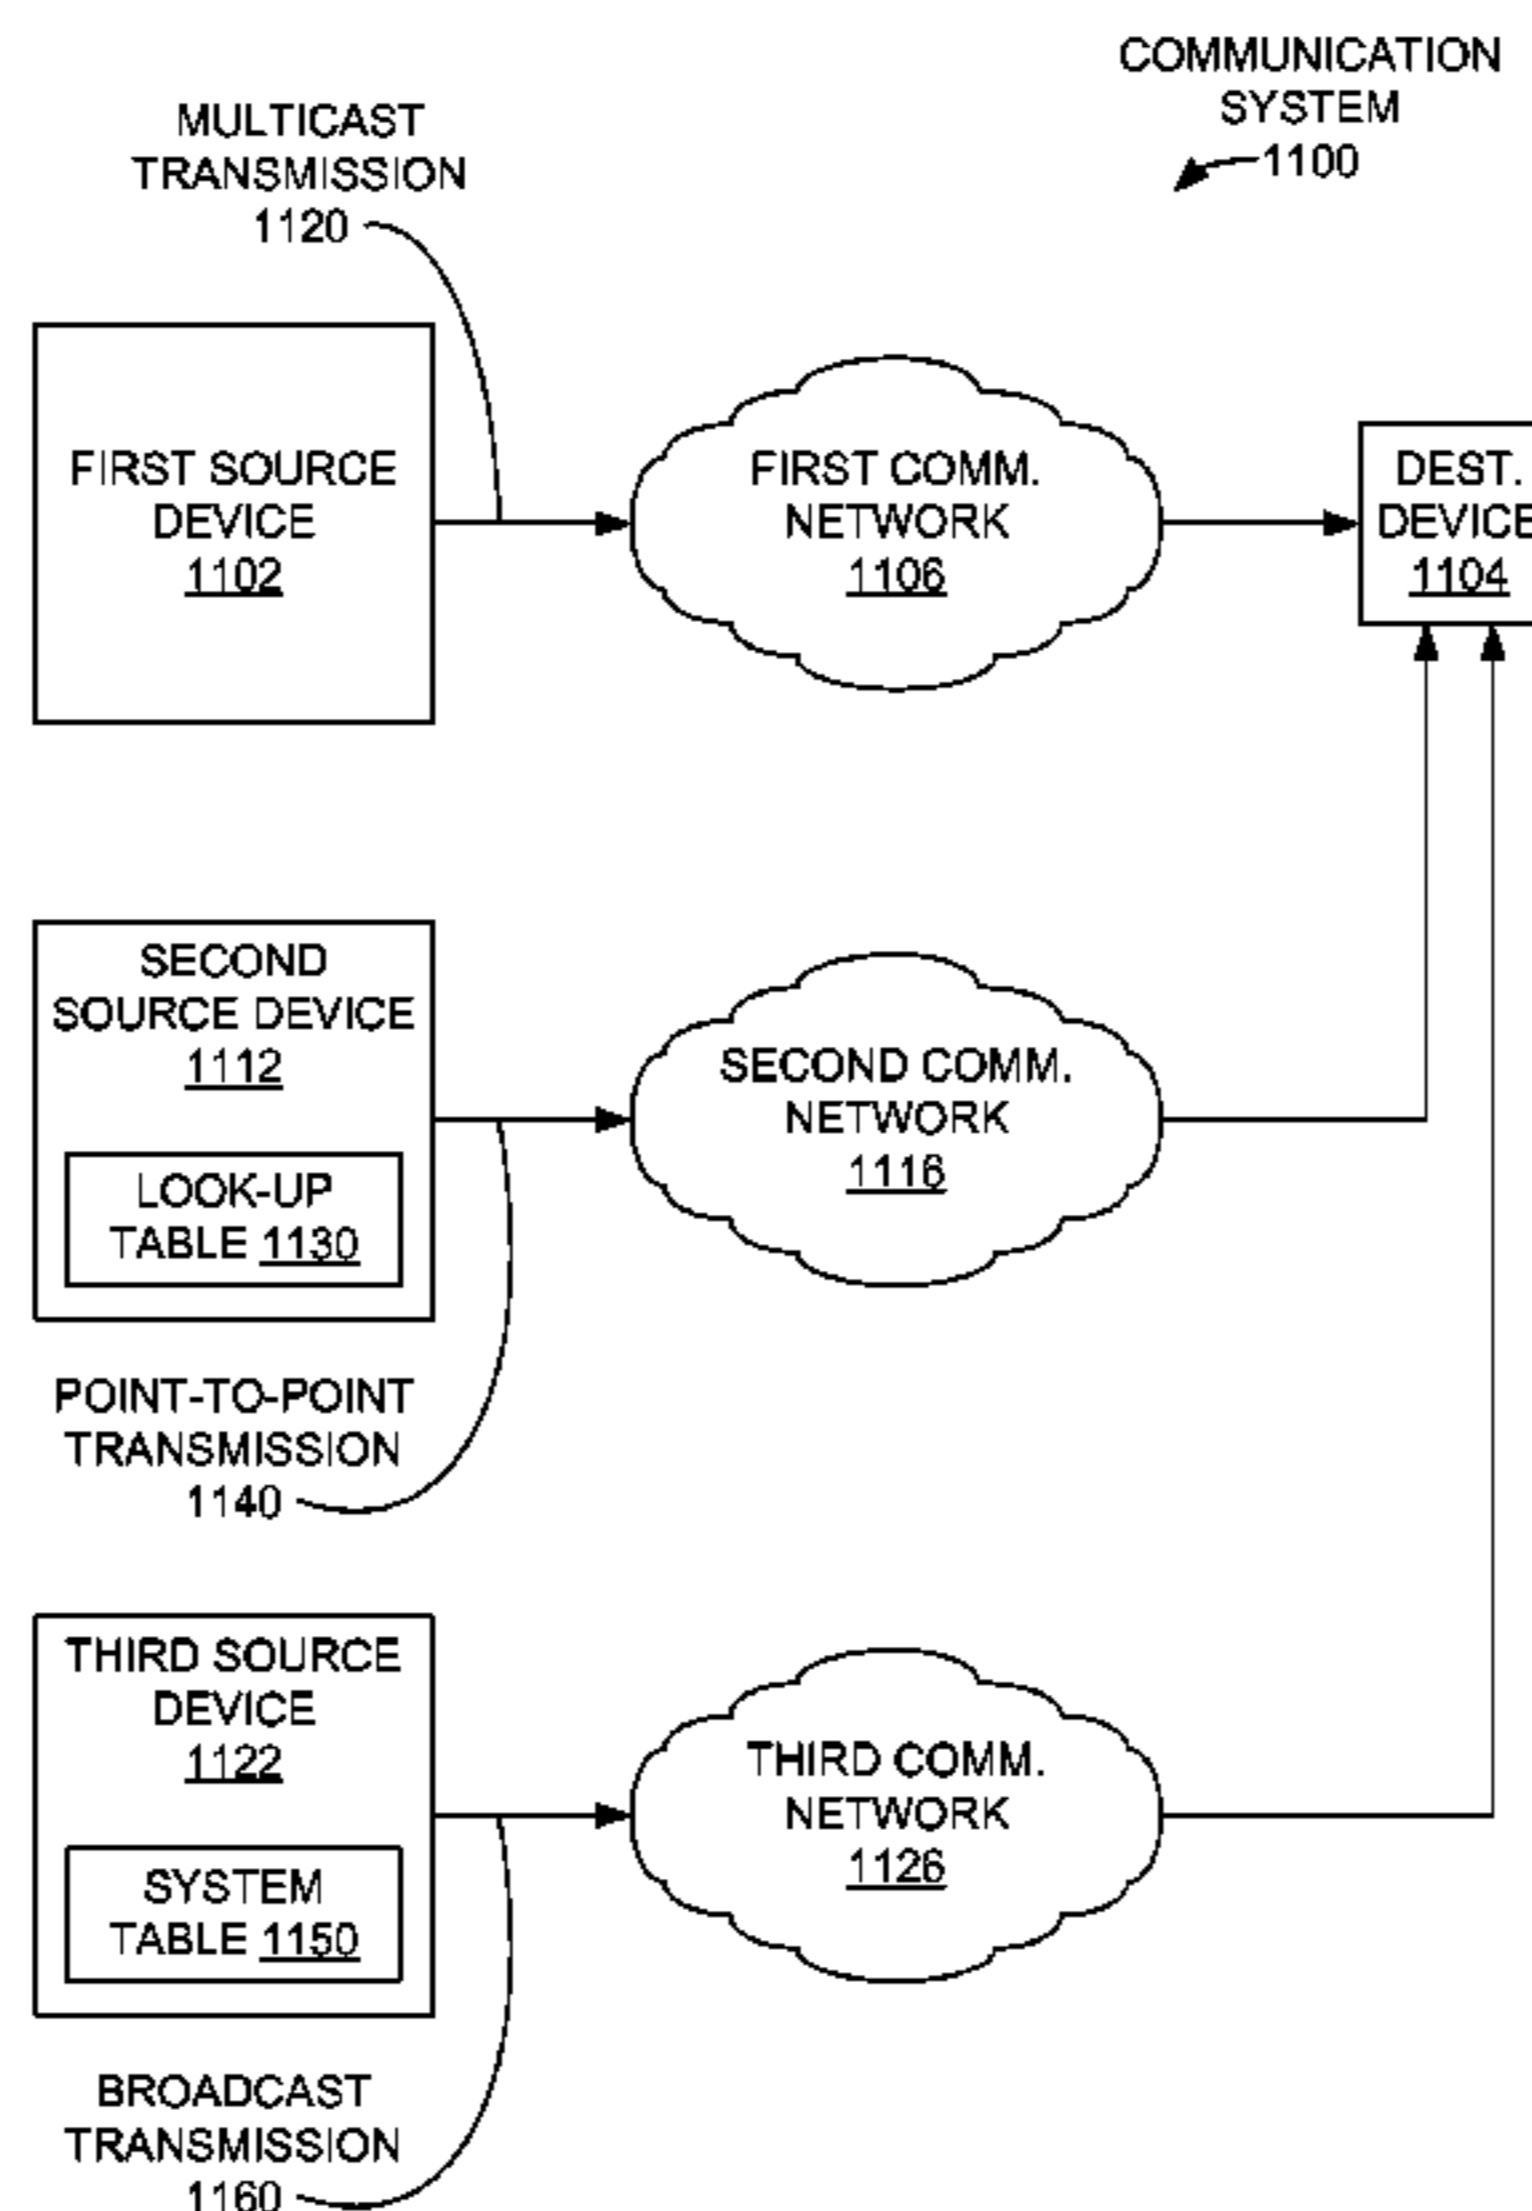 COMMUNICATION
SYSTEM
1100
MULTICAST
TRANSMISSION
1120
FIRST SOURCE
DEVICE
1102
FIRST COMM.
NETWORK
1106
DEST.
DEVICE
1104
SECOND
SOURCE DEVICE
1112
LOOK-UP
TABLE 1130
SECOND COMM.
NETWORK
1116
POINT-TO-POINT
TRANSMISSION
1140
THIRD SOURCE
DEVICE
1122
SYSTEM
TABLE 1150
THIRD COMM.
NETWORK
1126
BROADCAST
TRANSMISSION
1160